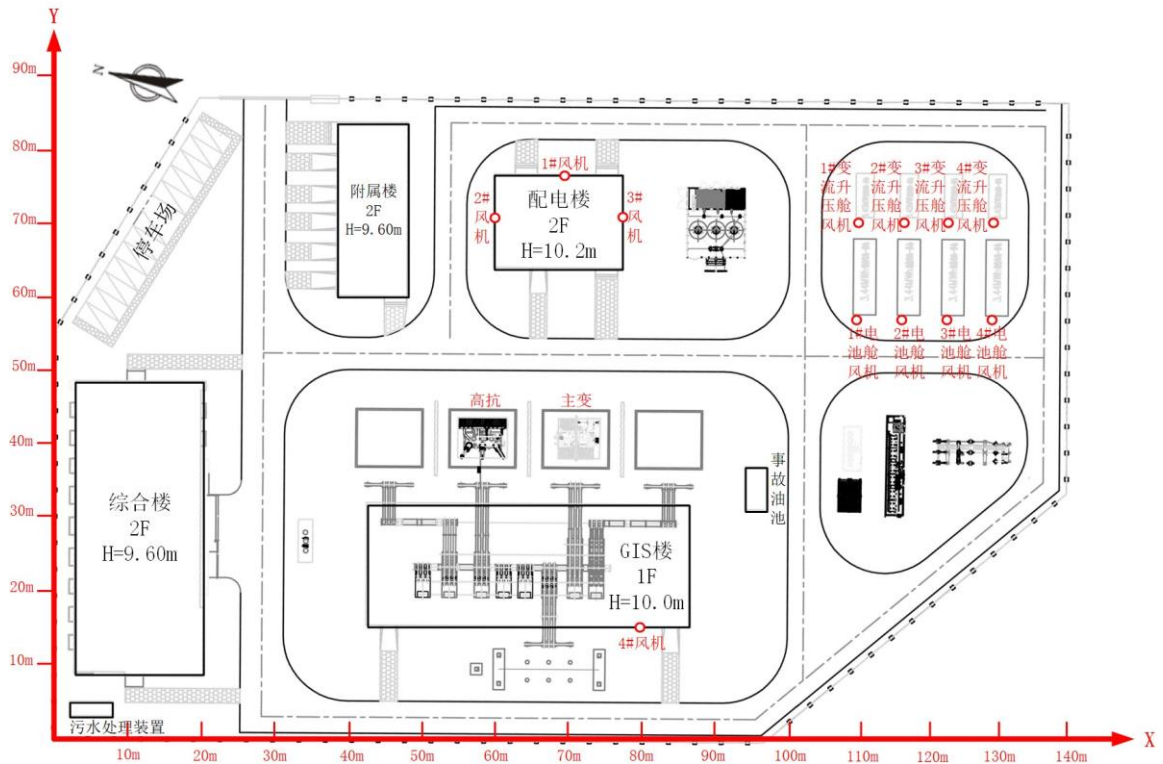 Y
90m
80m
70m
60m
50m
40m
30m
20m
10m
N
停车场
附属楼
2F
H=9.60m
1#风机
2#
风
机
配电楼
2F
H=10.2m
3#
风
机
1#变
流升
压舱
风机
2#变
流升
压舱
风机
3#变
流升
压舱
风机
4#变
流升
压舱
风机
1#电
池舱
风机
2#电
池舱
风机
3#电
池舱
风机
4#电
池舱
风机
高抗
主变
事
故
油
池
综合楼
2F
H=9.60m
GIS楼
1F
H=10.0m
4#风机
污水处理装置
10m
20m
30m
40m
50m
60m
70m
80m
90m
100m
110m
120m
130m
140m
X